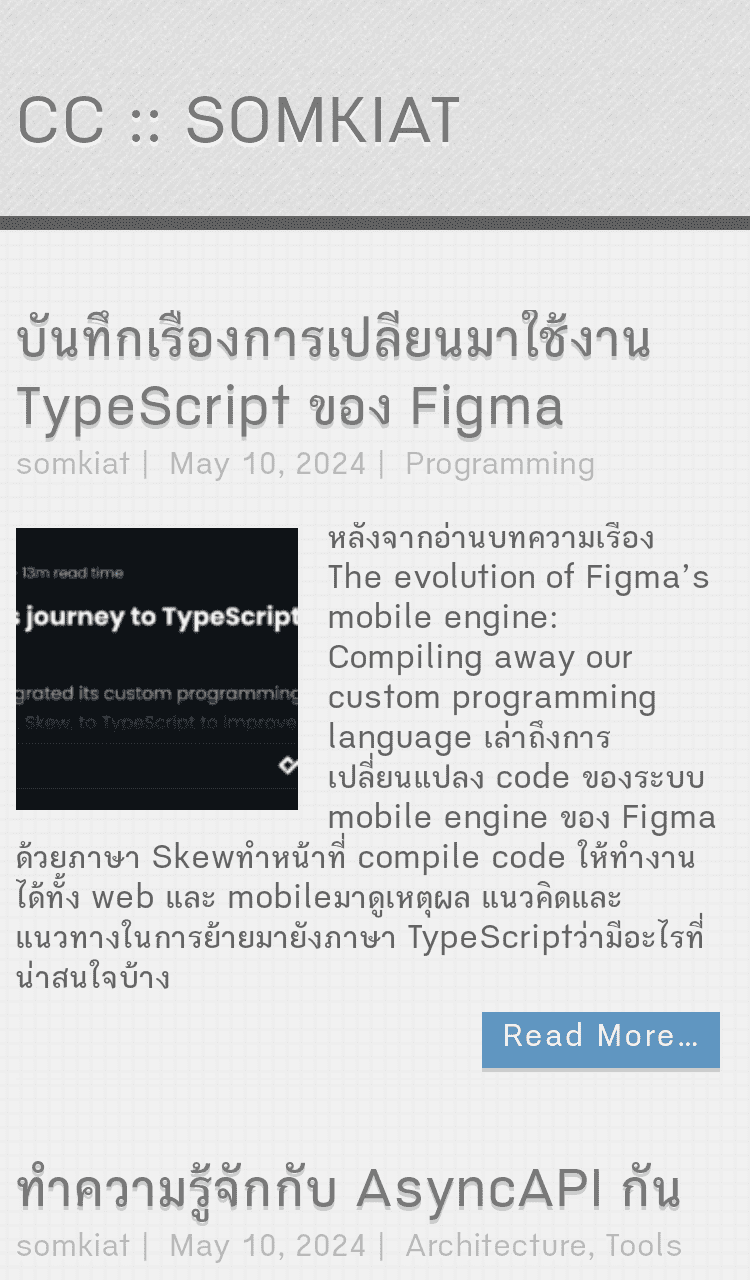 CC :: SOMKIAT
บันทึกเรื่องการเปลี่ยนมาใช้งาน
TypeScript ของ Figma
somkiat | May 10, 2024 | Programming
13m read time
journey to TypeScript
grated its custom programming
Skew, to TypeScript to improve
หลังจากอ่านบทความเรื่อง
The evolution of Figma’s
mobile engine:
Compiling away our
custom programming
language เล่าถึงการ
เปลี่ยนแปลง code ของระบบ
mobile engine ของ Figma
ด้วยภาษา Skewทำหน้าที่ compile code ให้ทำงาน
ได้ทั้ง web และ mobileมาดูเหตุผล แนวคิดและ
แนวทางในการย้ายมายังภาษา TypeScriptว่ามีอะไรที่
น่าสนใจบ้าง
Read More…
ทำความรู้จักกับ AsyncAPI กัน
somkiat | May 10, 2024 | Architecture, Tools